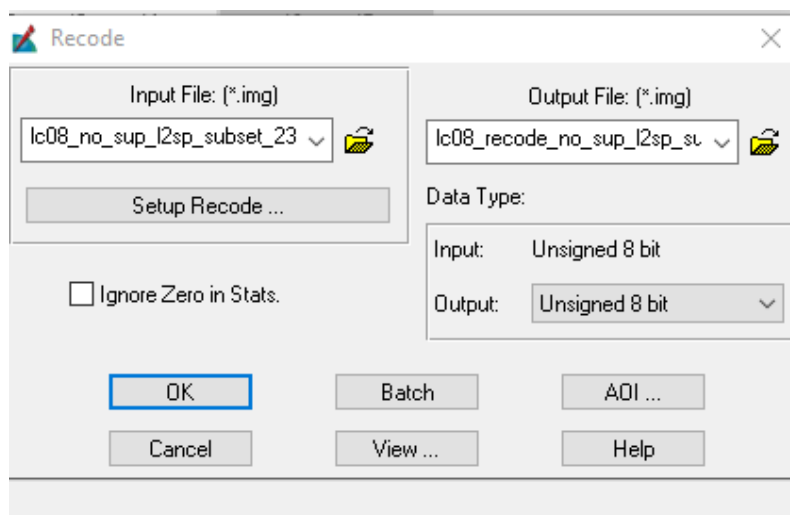 Recode
Input File: (*.img)
Output File: (*.img)
lc08_no_sup_l2sp_subset_23
lc08_recode_no_sup_l2sp_su
Setup Recode ...
Data Type:
Input: Unsigned 8 bit
Ignore Zero in Stats.
Output: Unsigned 8 bit
OK
Batch
AOI ...
Cancel
View ...
Help